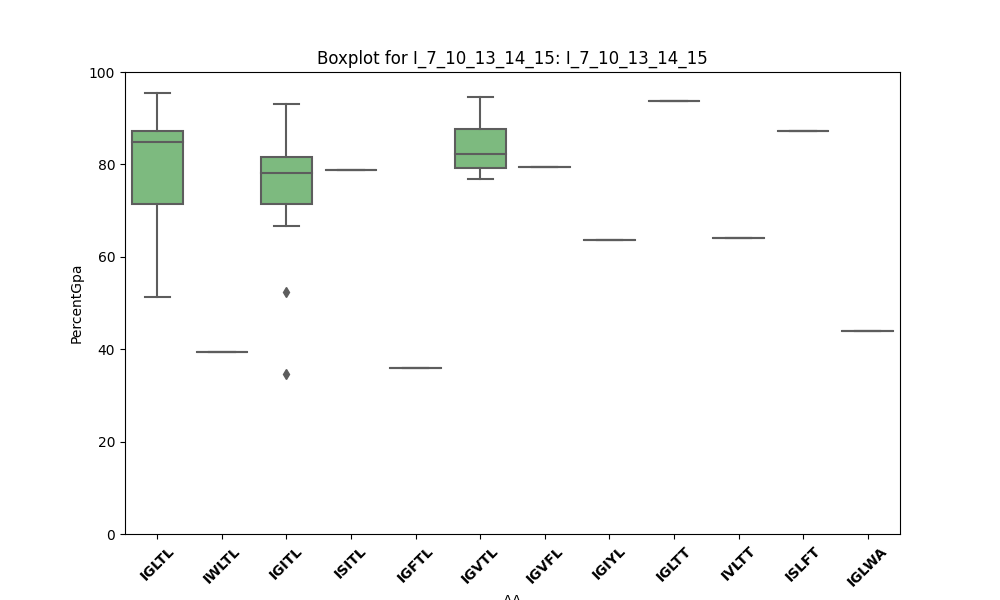 Boxplot for I_7_10_13_14_15: I_7_10_13_14_15
100
80
60
40
20
0
PercentGpa
IGLTL
IWLTL
IGITL
ISITL
IGFTL
IGVTL
IGVFL
IGIYL
IGLTT
IVLTT
ISLFT
IGLWA
AA